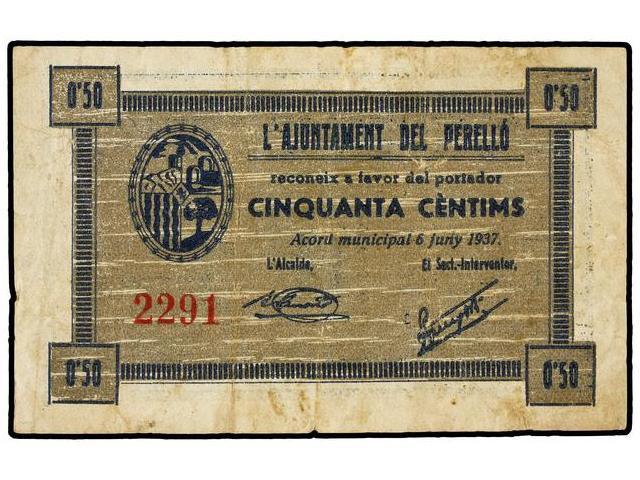 0'50 0'50
L'AJUNTAMENT DEL PERELLÓ
reconeix a favor del portador
CINQUANTA CÈNTIMS
Acord municipal 6 juny 1937.
L'Alcalde, El Sect.-Interventor,
2291
0'50 0'50